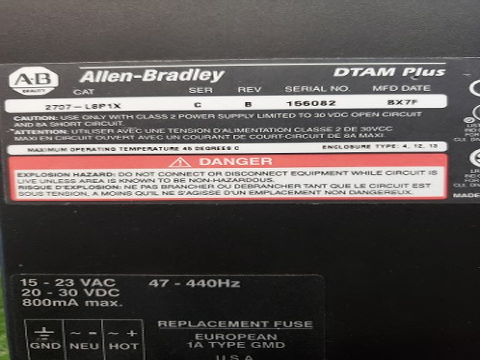 A-B
QUALITY
Allen-Bradley
DTAM Plus
CAT SER REV SERIAL NO. MFD DATE
2707-L8P1X C B 156082 BX7F
CAUTION: USE ONLY WITH CLASS 2 POWER SUPPLY LIMITED TO 30 VDC OPEN CIRCUIT
AND 8A SHORT CIRCUIT.
ATTENTION: UTILISER AVEC UNE TENSION D'ALIMENTATION CLASSE 2 DE 30VCC
MAXI EN CIRCUIT OUVERT AVEC UN COURANT DE COURT-CIRCUIT DE 8A MAXI
MAXIMUM OPERATING TEMPERATURE 45 DEGREES C ENCLOSURE TYPE: 4, 12, 13
DANGER
EXPLOSION HAZARD: DO NOT CONNECT OR DISCONNECT EQUIPMENT WHILE CIRCUIT IS
LIVE UNLESS AREA IS KNOWN TO BE NON-HAZARDOUS.
RISQUE D'EXPLOSION: NE PAS BRANCHER OU DEBRANCHER TANT QUE LE CIRCUIT EST
SOUS TENSION, A MOINS QU'IL NE S'AGISSE D'UN EMPLACEMENT NON DANGEREUX.
MADE
15 - 23 VAC 47 - 440Hz
20 - 30 VDC
800mA max.
GND NEU HOT
REPLACEMENT FUSE
EUROPEAN
1A TYPE GMD
U.S.A.